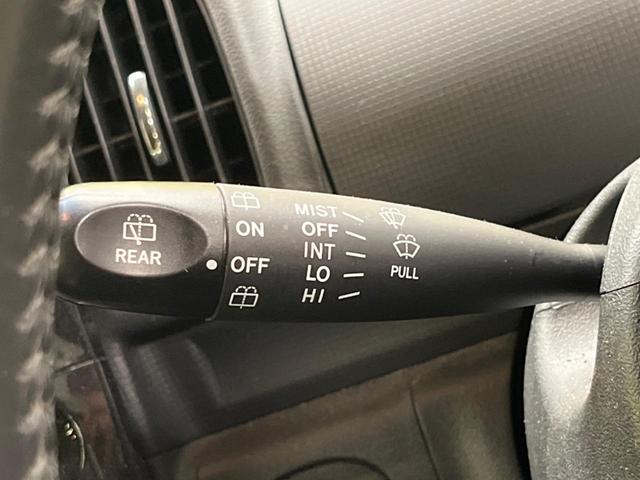 REAR
ON
OFF
MIST
OFF
INT
LO
HI
PULL